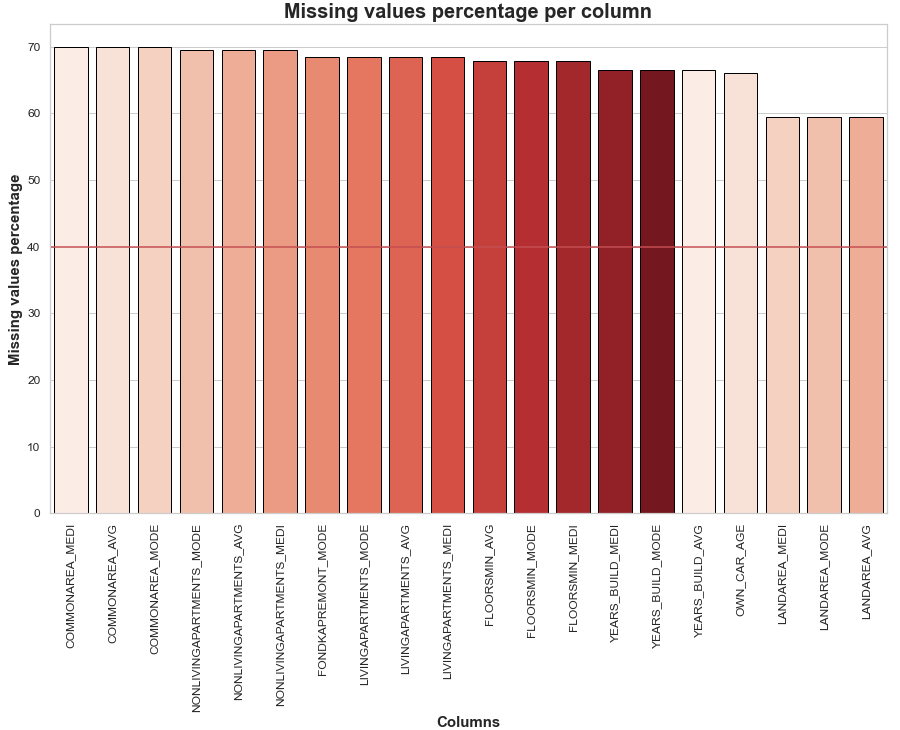 Missing values percentage per column
Missing values percentage
70
60
50
40
30
20
10
0
COMMONAREA_MEDI
COMMONAREA_AVG
COMMONAREA_MODE
NONLIVINGAPARTMENTS_MODE
NONLIVINGAPARTMENTS_AVG
NONLIVINGAPARTMENTS_MEDI
FONDKAPREMONT_MODE
LIVINGAPARTMENTS_MODE
LIVINGAPARTMENTS_AVG
LIVINGAPARTMENTS_MEDI
FLOORSMIN_AVG
FLOORSMIN_MODE
FLOORSMIN_MEDI
YEARS_BUILD_MEDI
YEARS_BUILD_MODE
YEARS_BUILD_AVG
OWN_CAR_AGE
LANDAREA_MEDI
LANDAREA_MODE
LANDAREA_AVG
Columns